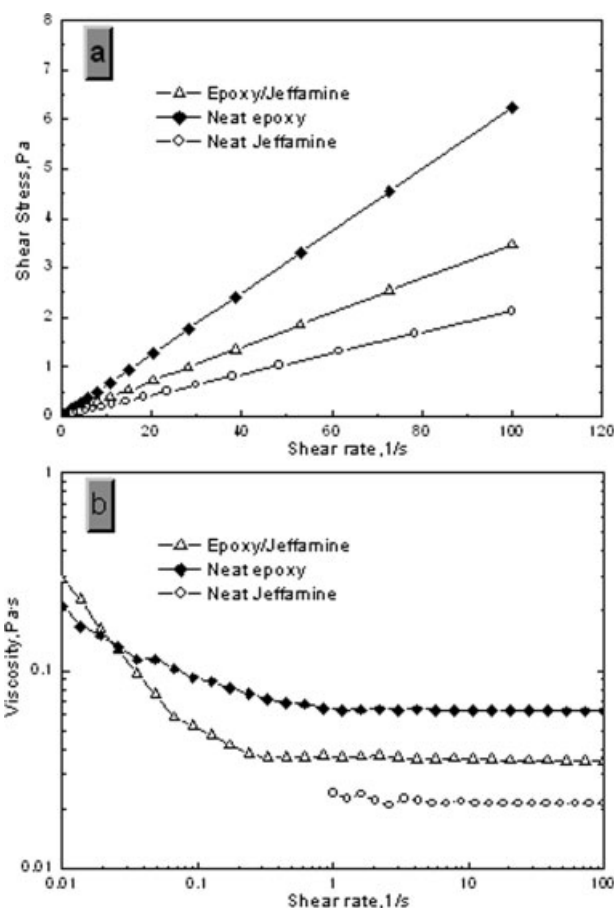 8
7
6
5
4
3
2
1
0
a
Epoxy/Jeffamine
Neat epoxy
Neat Jeffamine
Shear Stress,Pa
0 20 40 60 80 100 120
Shear rate,1/s
1
0.1
0.01
b
Epoxy/Jeffamine
Neat epoxy
Neat Jeffamine
Viscosity,Pa·s
0.01 0.1 1 10 100
Shear rate,1/s